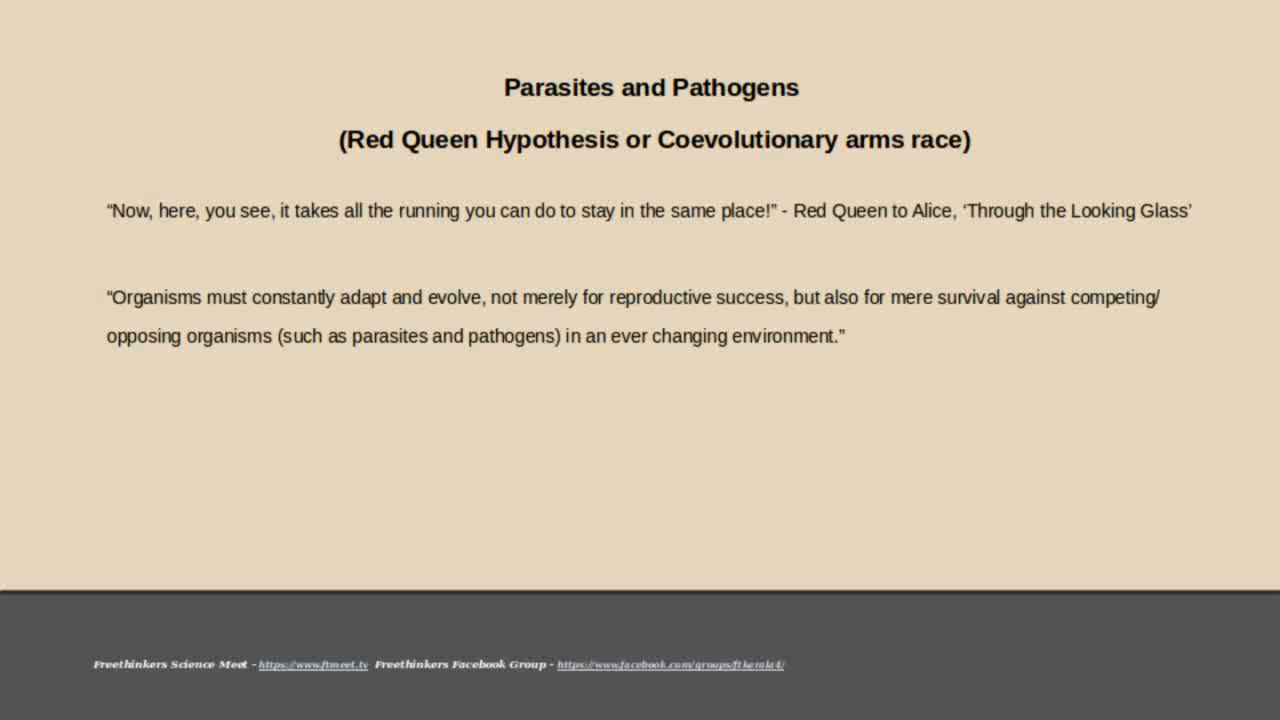 Parasites and Pathogens
(Red Queen Hypothesis or Coevolutionary arms race)
“Now, here, you see, it takes all the running you can do to stay in the same place!” - Red Queen to Alice, ‘Through the Looking Glass’
“Organisms must constantly adapt and evolve, not merely for reproductive success, but also for mere survival against competing/
opposing organisms (such as parasites and pathogens) in an ever changing environment.”
Freethinkers Science Meet - https://www.ftmeet.tv Freethinkers Facebook Group - https://www.facebook.com/groups/ftkerala4/